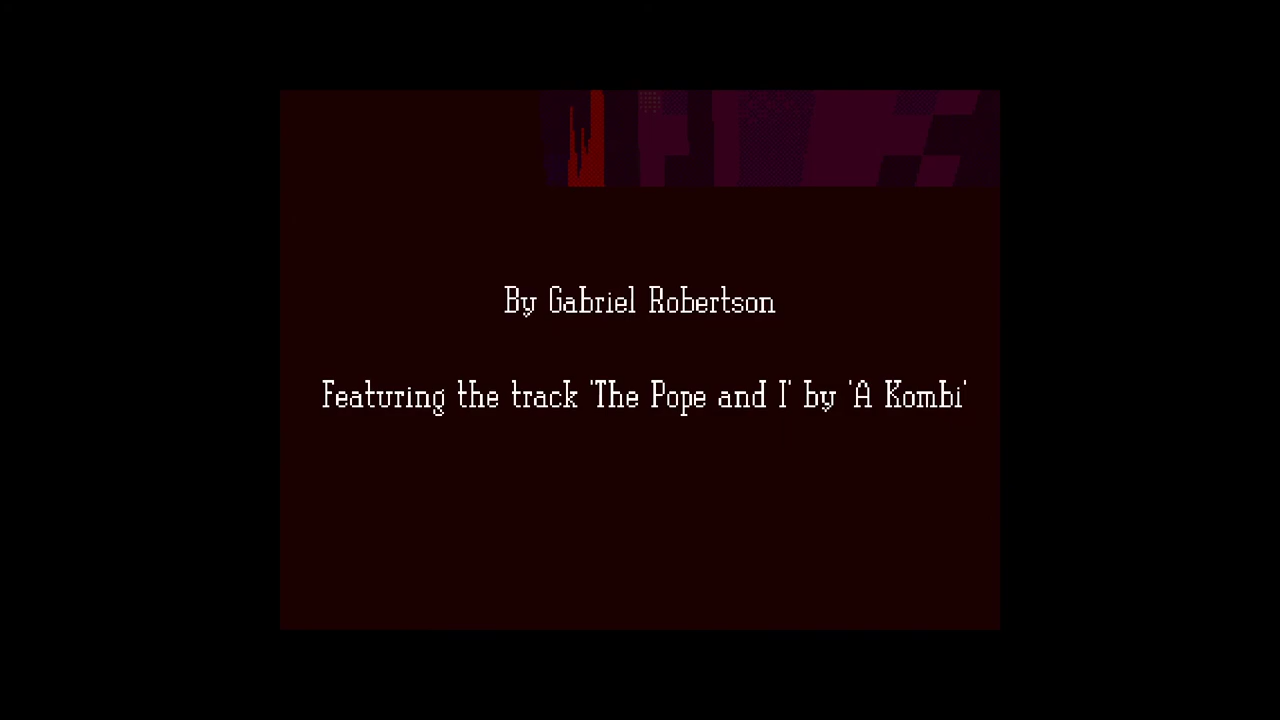 By Gabriel Robertson
Featuring the track 'The Pope and I' by 'A Kombi'